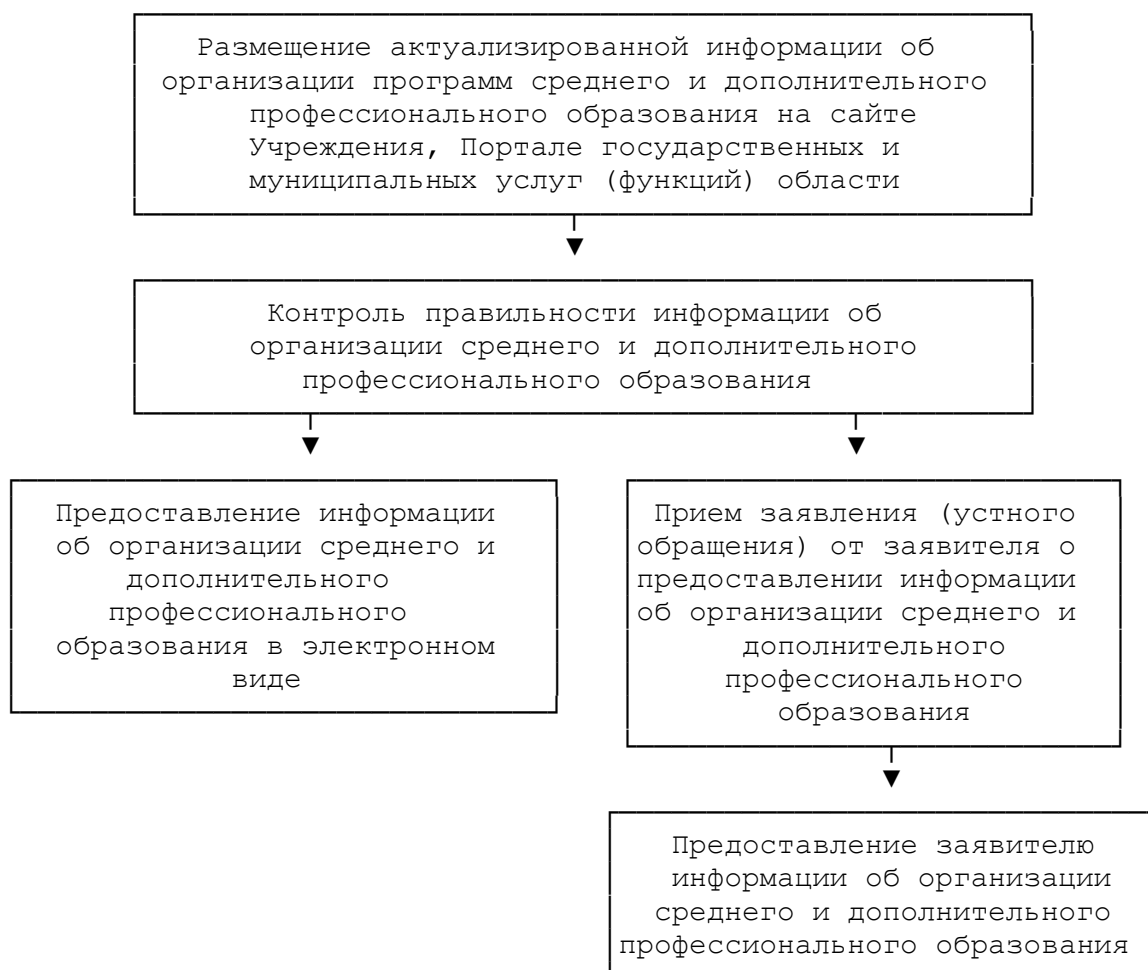 Размещение актуализированной информации об
организации программ среднего и дополнительного
профессионального образования на сайте
Учреждения, Портале государственных и
муниципальных услуг (функций) области
Контроль правильности информации об
организации среднего и дополнительного
профессионального образования
Предоставление информации
об организации среднего и
дополнительного
профессионального
образования в электронном
виде
Прием заявления (устного
обращения) от заявителя о
предоставлении информации
об организации среднего и
дополнительного
профессионального
образования
Предоставление заявителю
информации об организации
среднего и дополнительного
профессионального образования